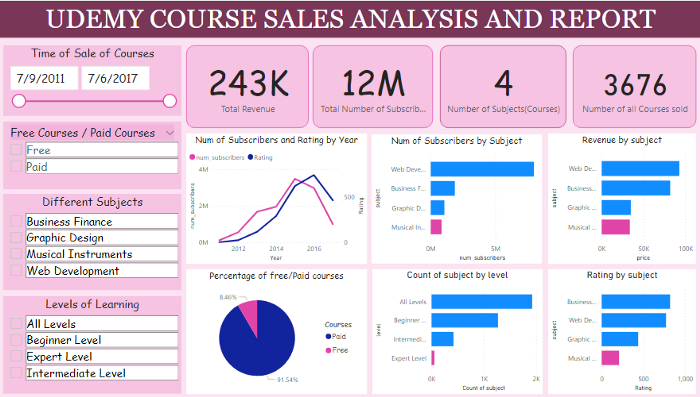 UDEMY COURSE SALES ANALYSIS AND REPORT
Time of Sale of Courses
7/9/2011
7/6/2017
Free Courses / Paid Courses
Free
Paid
Different Subjects
Business Finance
Graphic Design
Musical Instruments
Web Development
Levels of Learning
All Levels
Beginner Level
Expert Level
Intermediate Level
243K
Total Revenue
12M
Total Number of Subscrib...
4
Number of Subjects(Courses)
3676
Number of all Courses sold
Num of Subscribers and Rating by Year
num_subscribers Rating
4M
2M
0M
num_subscribers
500
0
Rating
2012 2014 2016
Year
Num of Subscribers by Subject
subject
Web Deve...
Business F...
Graphic D...
Musical In...
0M 5M
num_subscribers
Revenue by subject
subject
Web De...
Business...
Graphic ...
Musical ...
0K 50K 100K
price
Percentage of free/Paid courses
8.46%
91.54%
Courses
Paid
Free
Count of subject by level
level
All Levels
Beginner ...
Intermedi...
Expert Level
0K 1K 2K
Count of subject
Rating by subject
subject
Business...
Web De...
Graphic ...
Musical ...
0 500 1,000
Rating